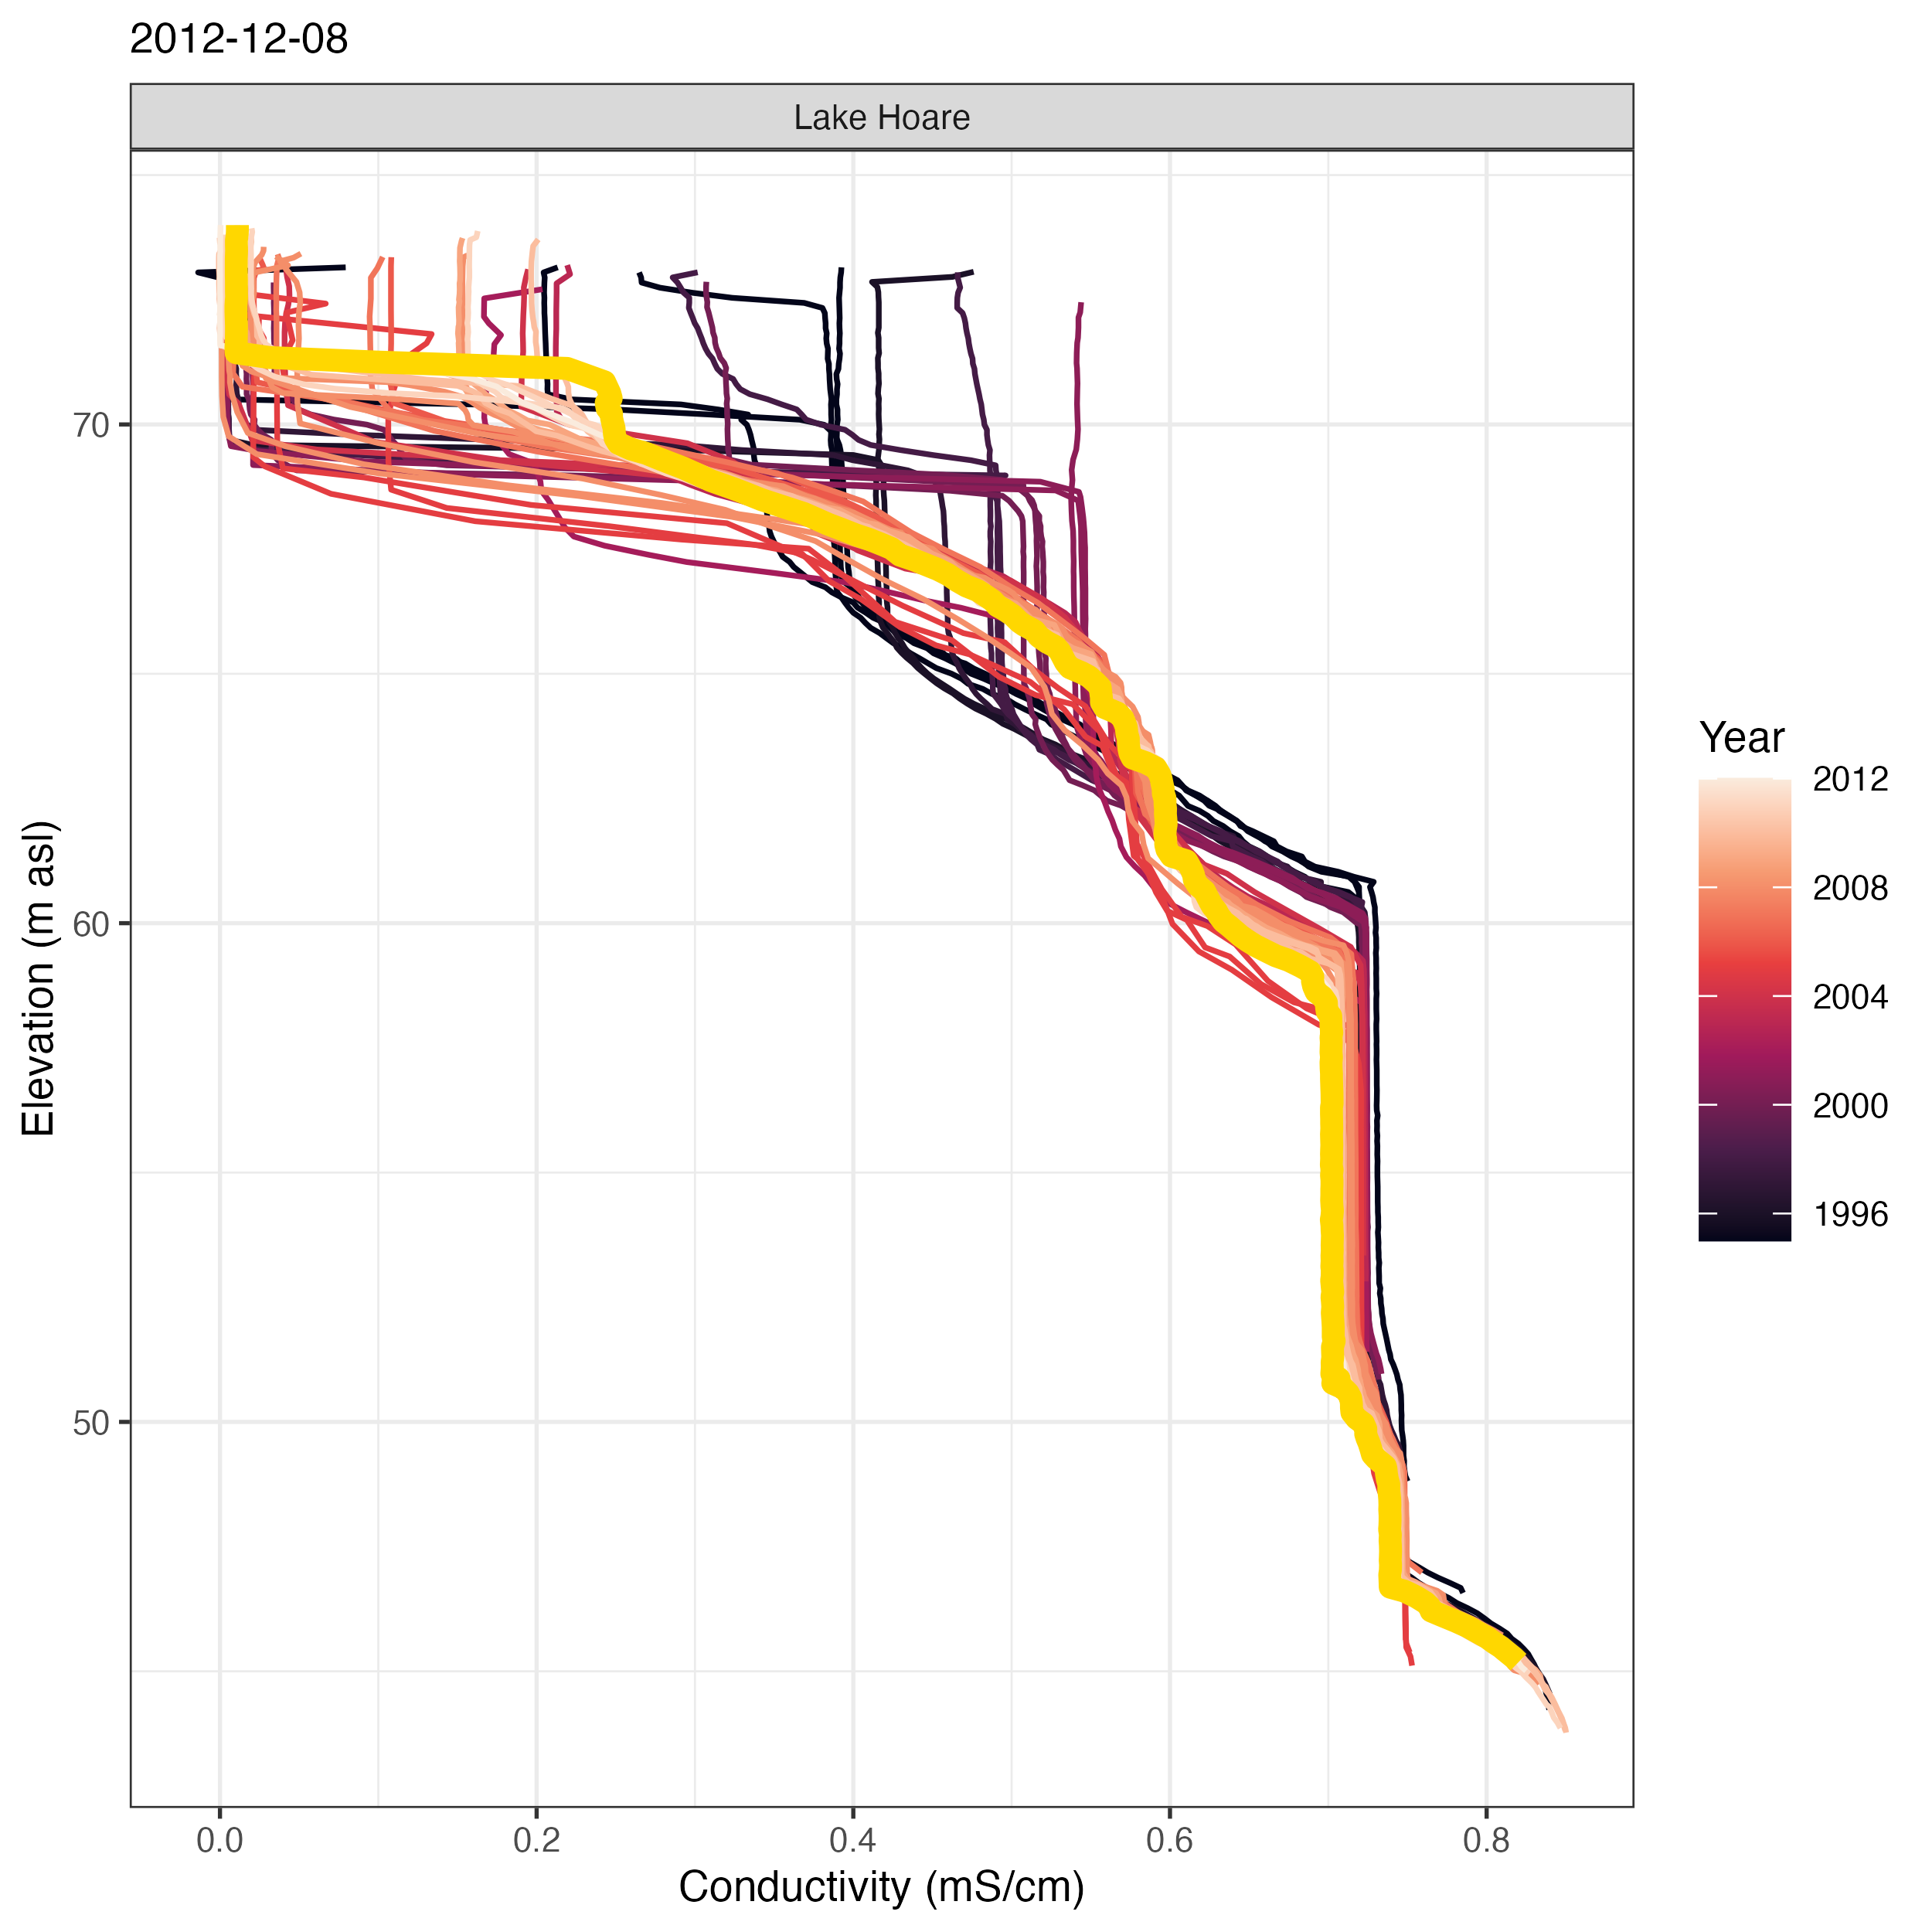 2012-12-08
Lake Hoare
70
60
50
Elevation (m asl)
0.0 0.2 0.4 0.6 0.8
Conductivity (mS/cm)
Year
2012
2008
2004
2000
1996